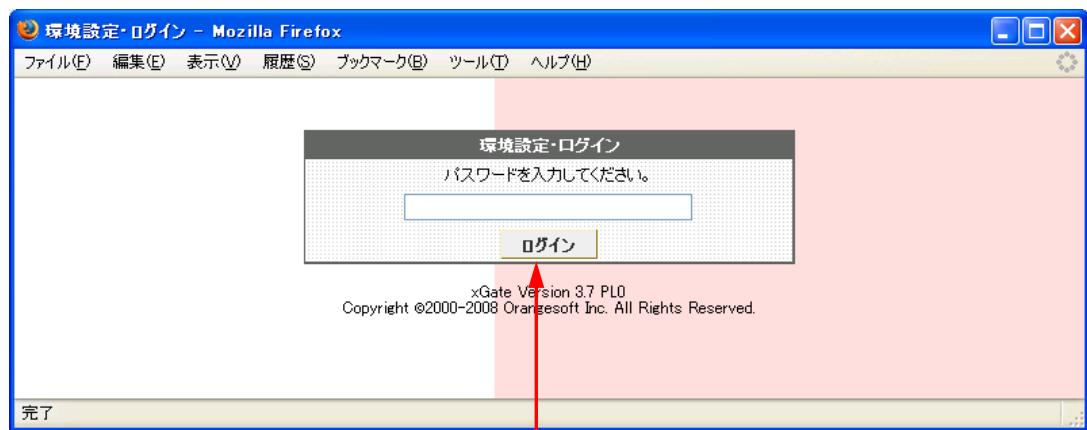 環境設定・ログイン - Mozilla Firefox
ファイル(F) 編集(E) 表示(V) 履歴(S) ブックマーク(B) ツール(T) ヘルプ(H)
環境設定・ログイン
パスワードを入力してください。
ログイン
xGate Version 3.7 PL0
Copyright ©2000-2008 Orangesoft Inc. All Rights Reserved.
完了